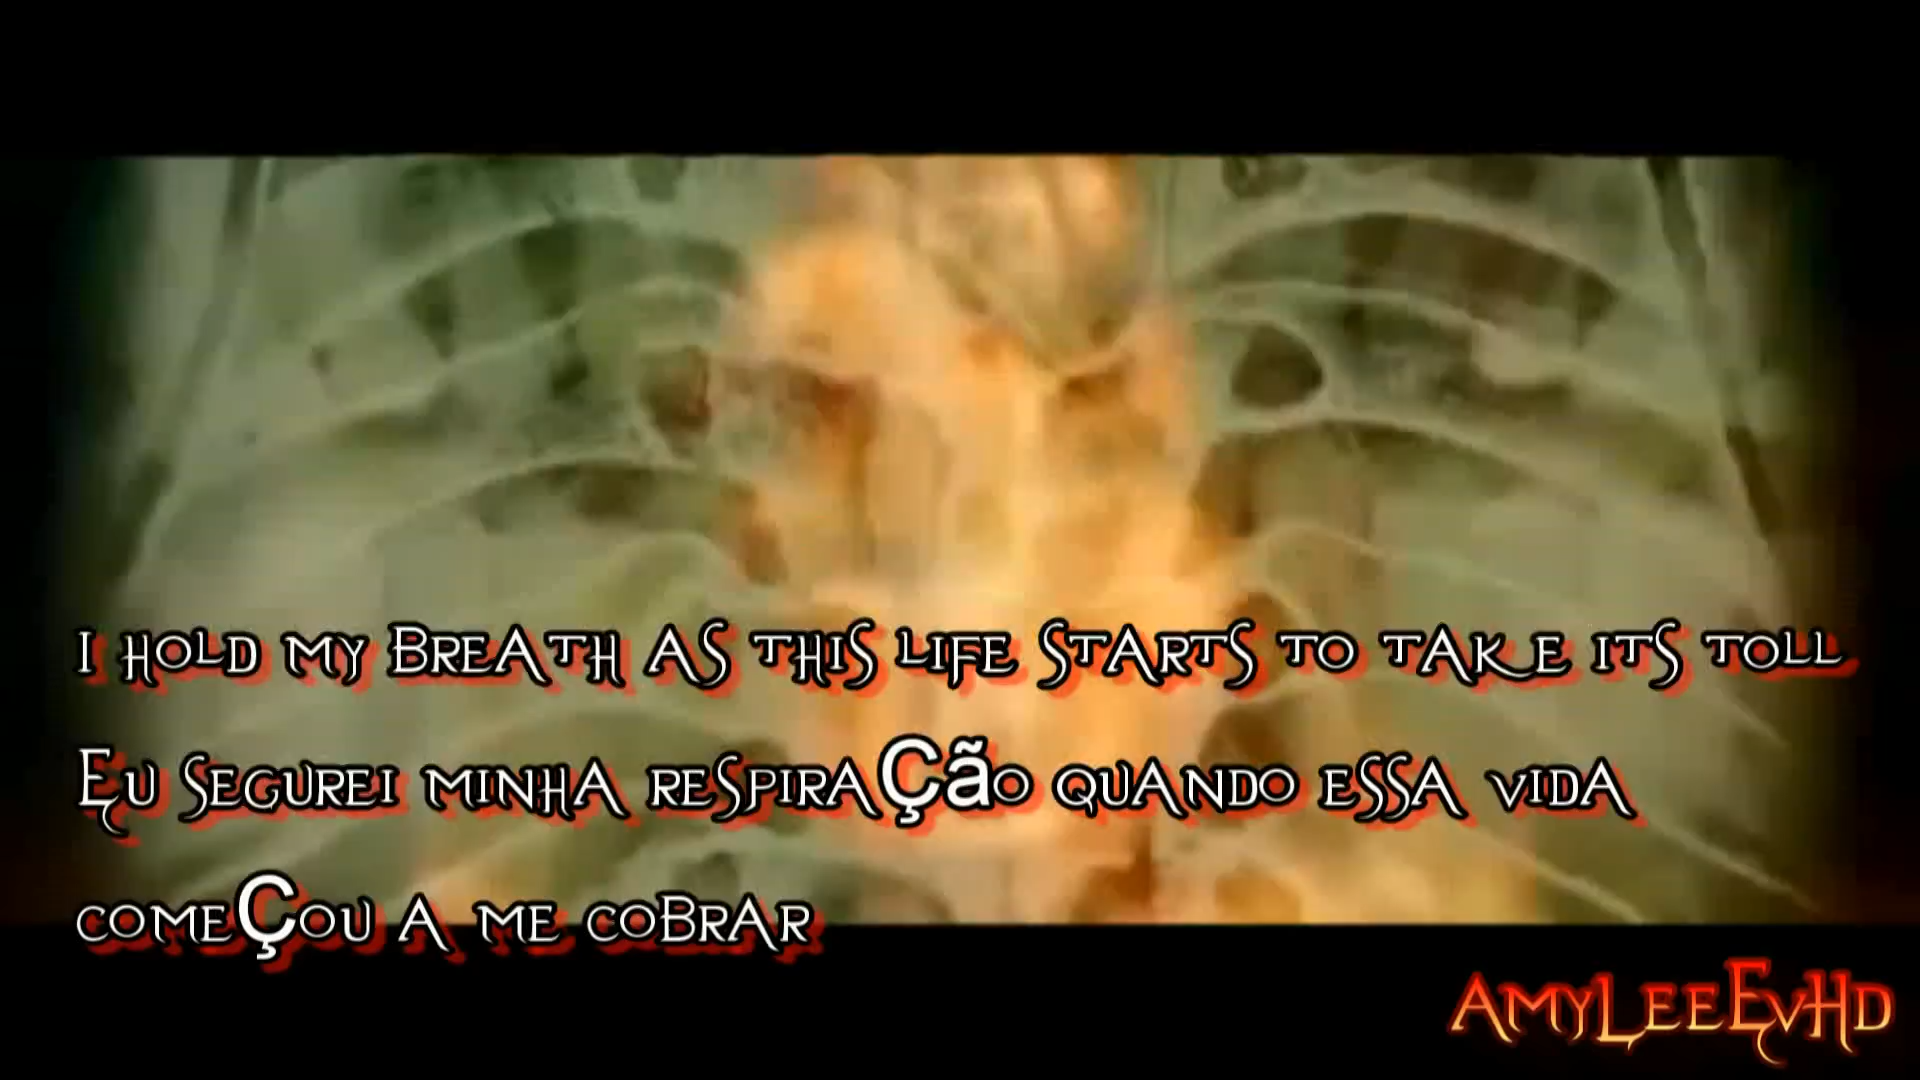 I HOLD MY BREATH AS THIS LIFE STARTS TO TAKE ITS TOLL
EU SEGUREI MINHA RESPIRAÇãO QUANDO ESSA VIDA
COMEÇOU A ME COBRAR
AMYLEEEVHD